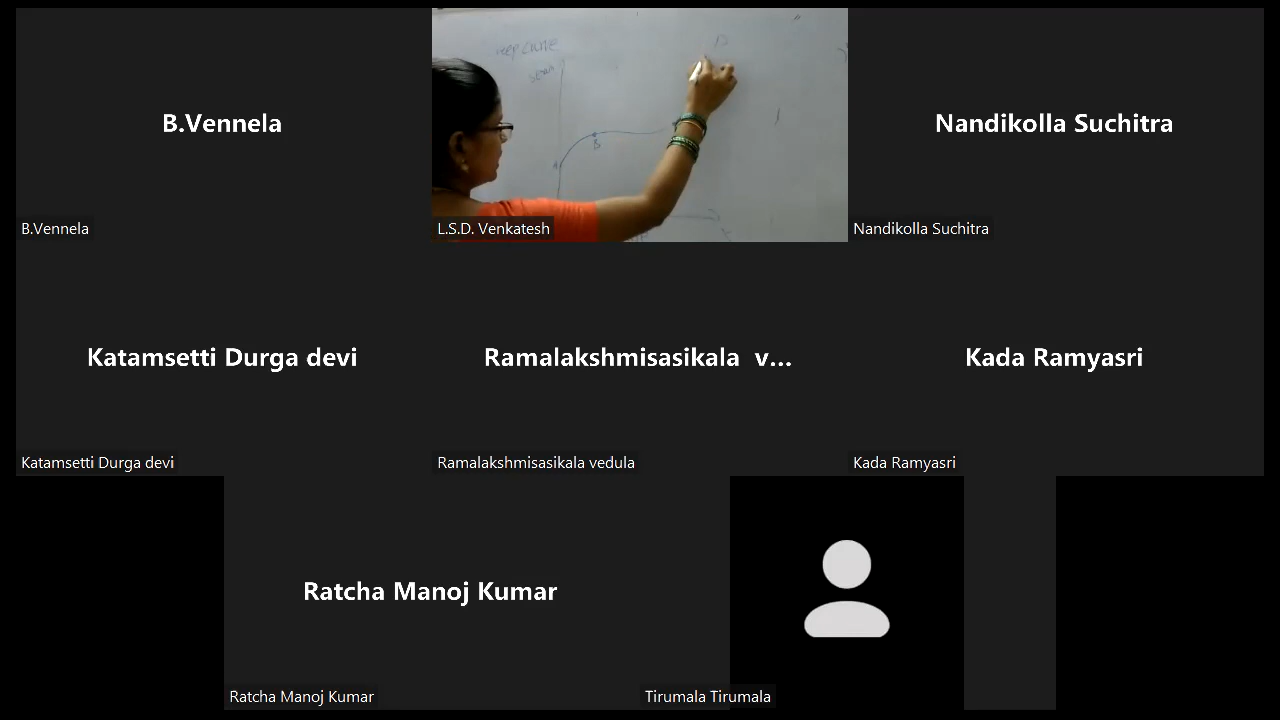 B.Vennela
Nandikolla Suchitra
A
B
B.Vennela
L.S.D. Venkatesh
Nandikolla Suchitra
Katamsetti Durga devi
Ramalakshmisasikala v...
Kada Ramyasri
Katamsetti Durga devi
Ramalakshmisasikala vedula
Kada Ramyasri
Ratcha Manoj Kumar
Ratcha Manoj Kumar
Tirumala Tirumala